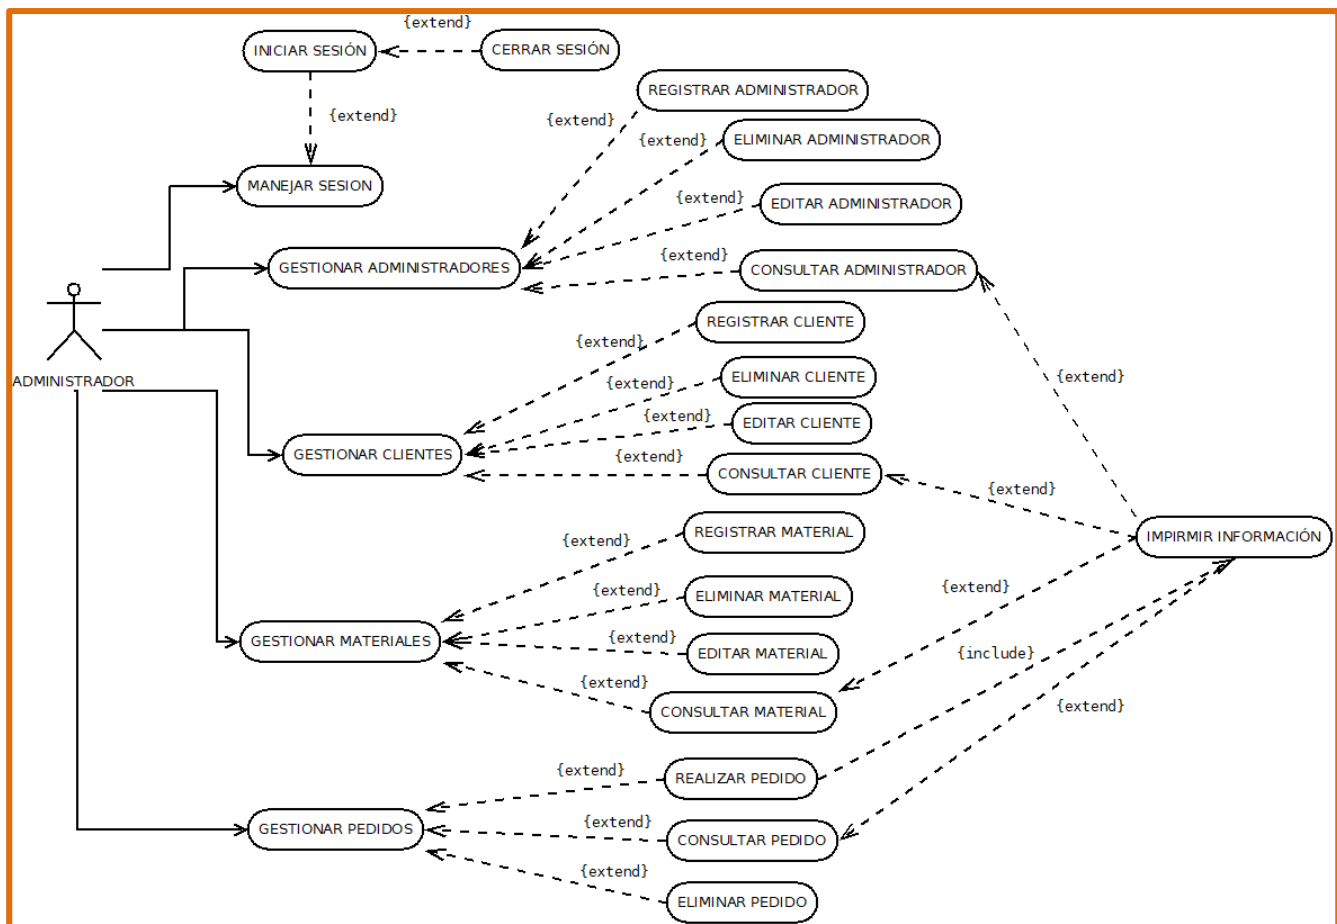 {extend}
INICIAR SESIÓN
CERRAR SESIÓN
{extend}
MANEJAR SESION
REGISTRAR ADMINISTRADOR
{extend}
ELIMINAR ADMINISTRADOR
{extend}
EDITAR ADMINISTRADOR
{extend}
GESTIONAR ADMINISTRADORES
{extend}
CONSULTAR ADMINISTRADOR
ADMINISTRADOR
REGISTRAR CLIENTE
{extend}
ELIMINAR CLIENTE
{extend}
EDITAR CLIENTE
{extend}
GESTIONAR CLIENTES
{extend}
CONSULTAR CLIENTE
{extend}
{extend}
REGISTRAR MATERIAL
{extend}
IMPIRMIR INFORMACIÓN
ELIMINAR MATERIAL
{extend}
{extend}
GESTIONAR MATERIALES
{extend}
EDITAR MATERIAL
{include}
{extend}
CONSULTAR MATERIAL
{extend}
{extend}
REALIZAR PEDIDO
GESTIONAR PEDIDOS
{extend}
CONSULTAR PEDIDO
{extend}
ELIMINAR PEDIDO